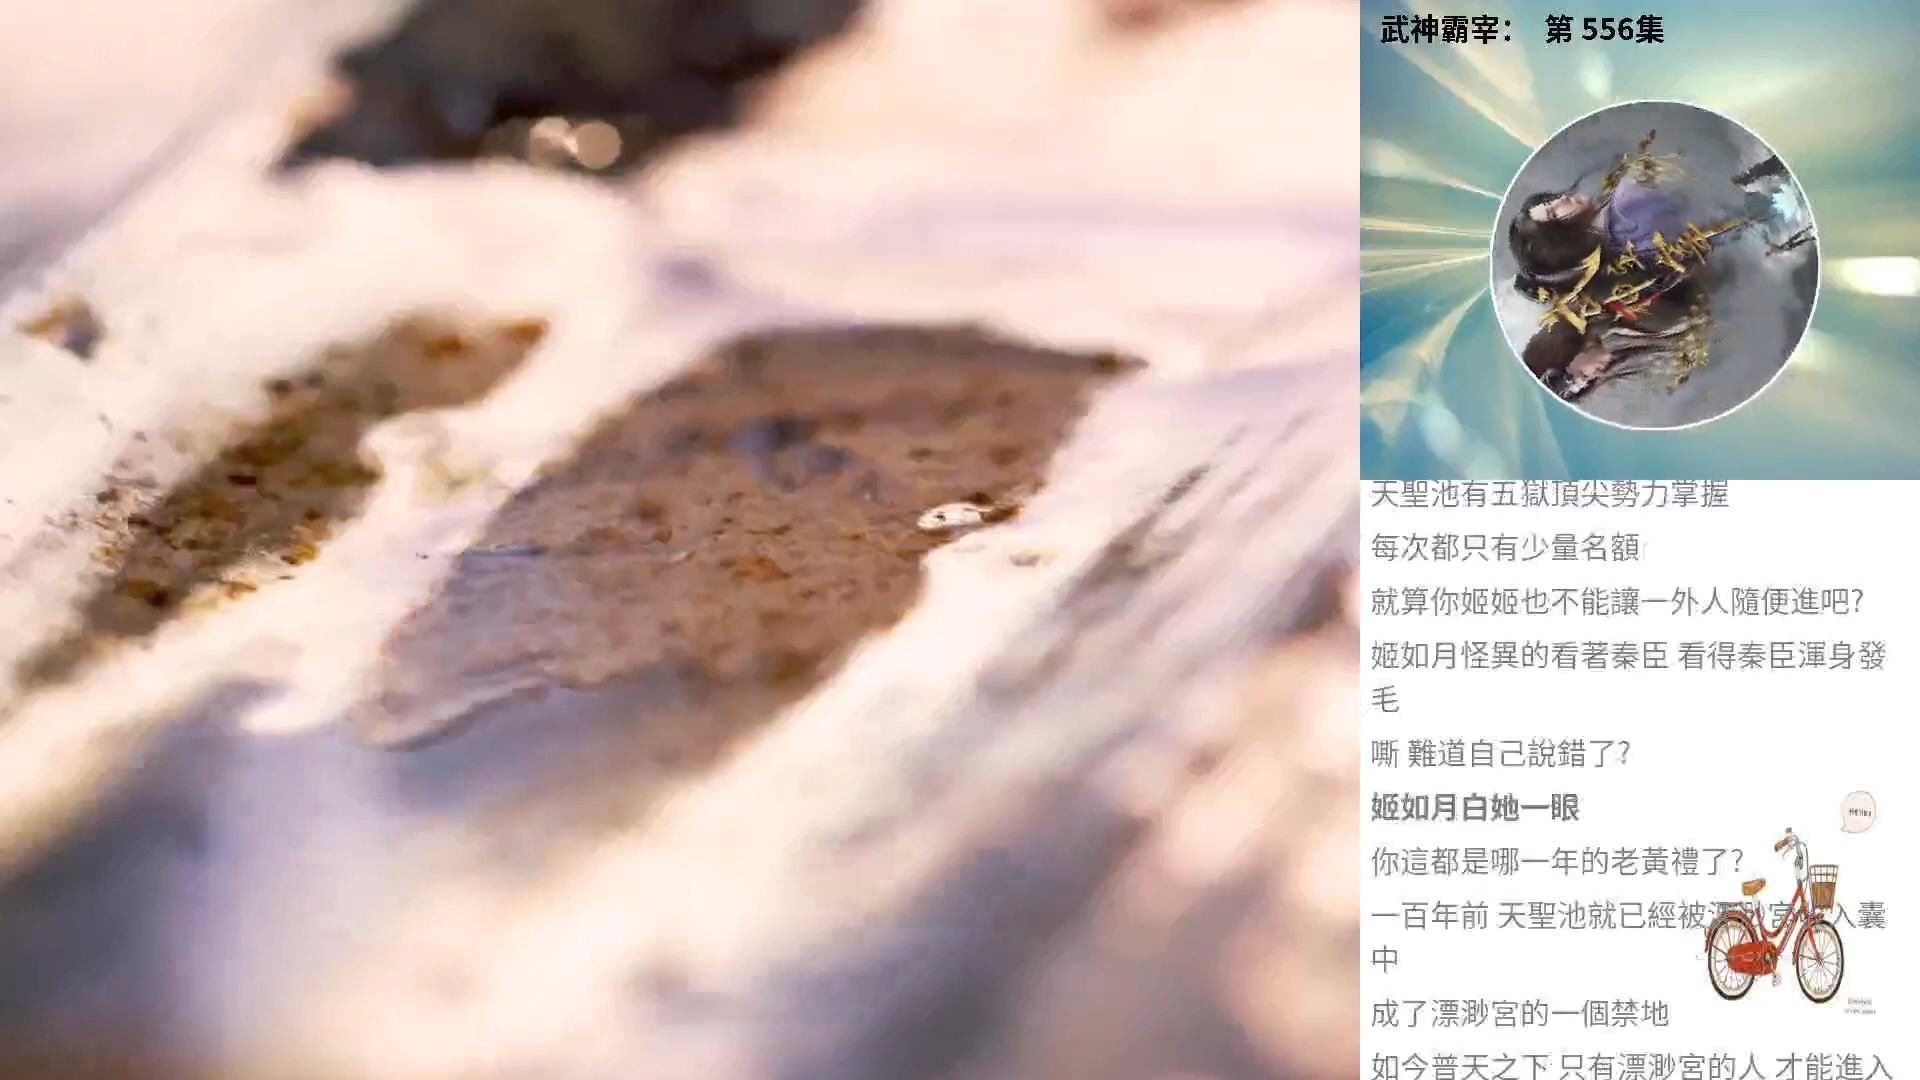 武神霸宰： 第 556集
天聖池有五獄頂尖勢力掌握
每次都只有少量名額
就算你姬姬也不能讓一外人隨便進吧?
姬如月怪異的看著秦臣 看得秦臣渾身發
毛
嘶 難道自己說錯了?
姬如月白她一眼
Hello!
你這都是哪一年的老黃禮了?
一百年前 天聖池就已經被漂渺宮 入囊
中
成了漂渺宮的一個禁地
如今普天之下 只有漂渺宮的人 才能進入